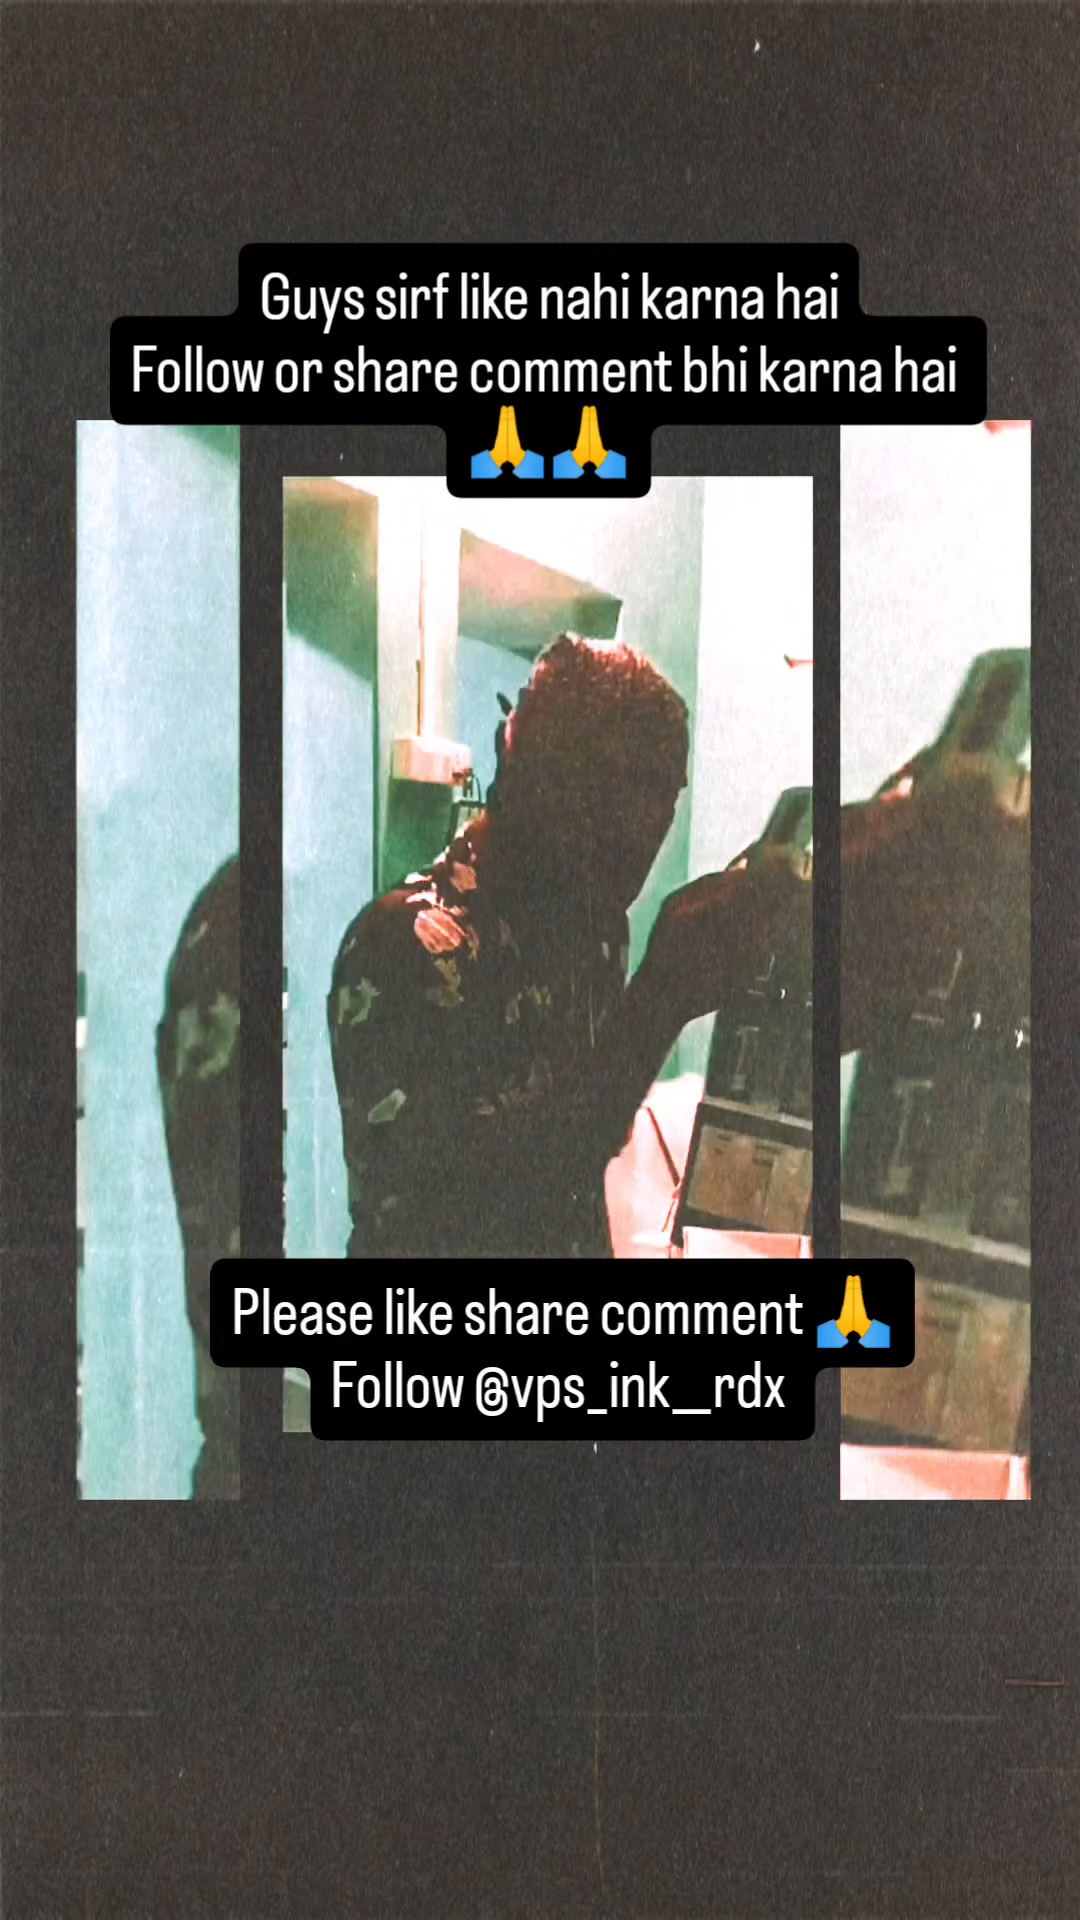 Guys sirf like nahi karna hai
Follow or share comment bhi karna hai
🙏🙏
Please like share comment 🙏
Follow @vps_ink__rdx